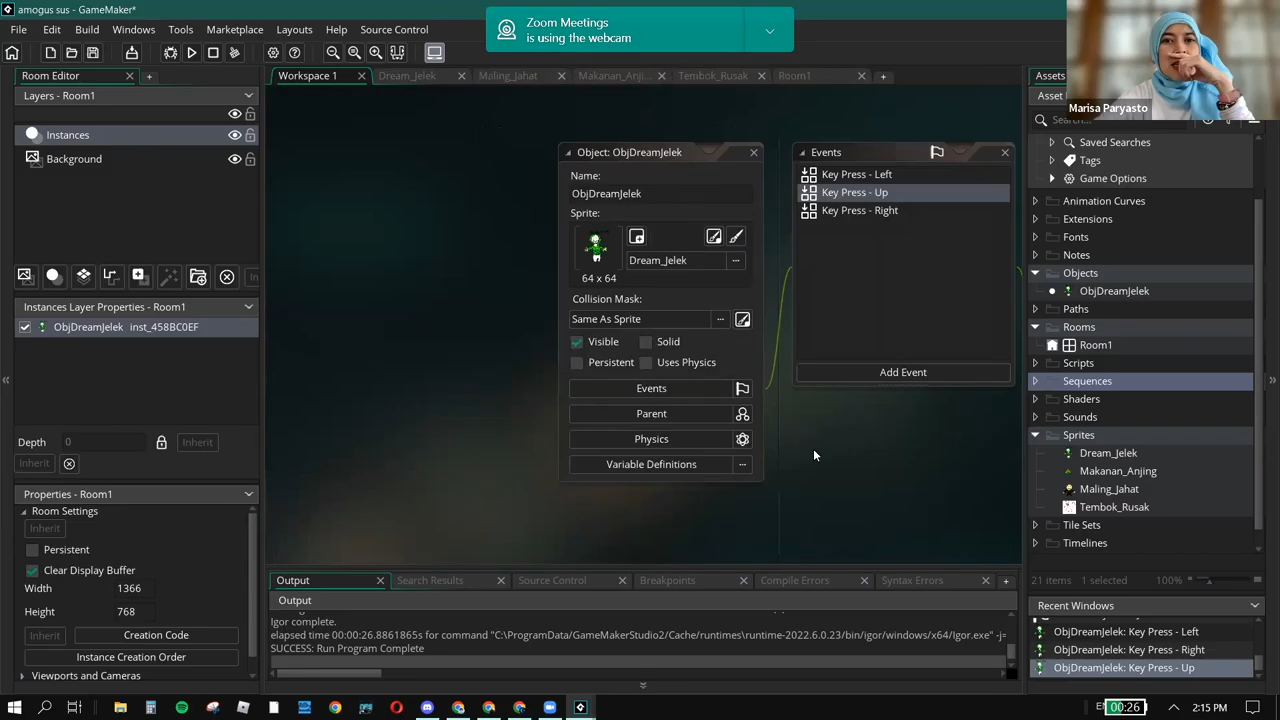 amogus sus - GameMaker*
Zoom Meetings
is using the webcam
Marisa Paryasto
File Edit Build Windows Tools Marketplace Layouts Help Source Control
Room Editor
Workspace 1 Dream_Jelek Maling_Jahat Makanan_Anji... Tembok_Rusak Room1
Assets
Layers - Room1
Instances
Background
Instances Layer Properties - Room1
ObjDreamJelek inst_458BC0EF
Depth 0 Inherit
Inherit
Properties - Room1
Room Settings
Inherit
Persistent
Clear Display Buffer
Width 1366
Height 768
Inherit Creation Code
Instance Creation Order
Viewports and Cameras
Object: ObjDreamJelek
Name:
ObjDreamJelek
Sprite:
Dream_Jelek
64 x 64
Collision Mask:
Same As Sprite
Visible Solid
Persistent Uses Physics
Events
Parent
Physics
Variable Definitions
Events
Key Press - Left
Key Press - Up
Key Press - Right
Add Event
Output Search Results Source Control Breakpoints Compile Errors Syntax Errors
Output
Igor complete.
elapsed time 00:00:26.8861865s for command "C:\ProgramData/GameMakerStudio2/Cache/runtimes\runtime-2022.6.0.23/bin/igor/windows/x64/Igor.exe" -j=
SUCCESS: Run Program Complete
Saved Searches
Tags
Game Options
Animation Curves
Extensions
Fonts
Notes
Objects
ObjDreamJelek
Paths
Rooms
Room1
Scripts
Sequences
Shaders
Sounds
Sprites
Dream_Jelek
Makanan_Anjing
Maling_Jahat
Tembok_Rusak
Tile Sets
Timelines
21 items 1 selected 100%
Recent Windows
ObjDreamJelek: Key Press - Left
ObjDreamJelek: Key Press - Right
ObjDreamJelek: Key Press - Up
00:26
2:15 PM